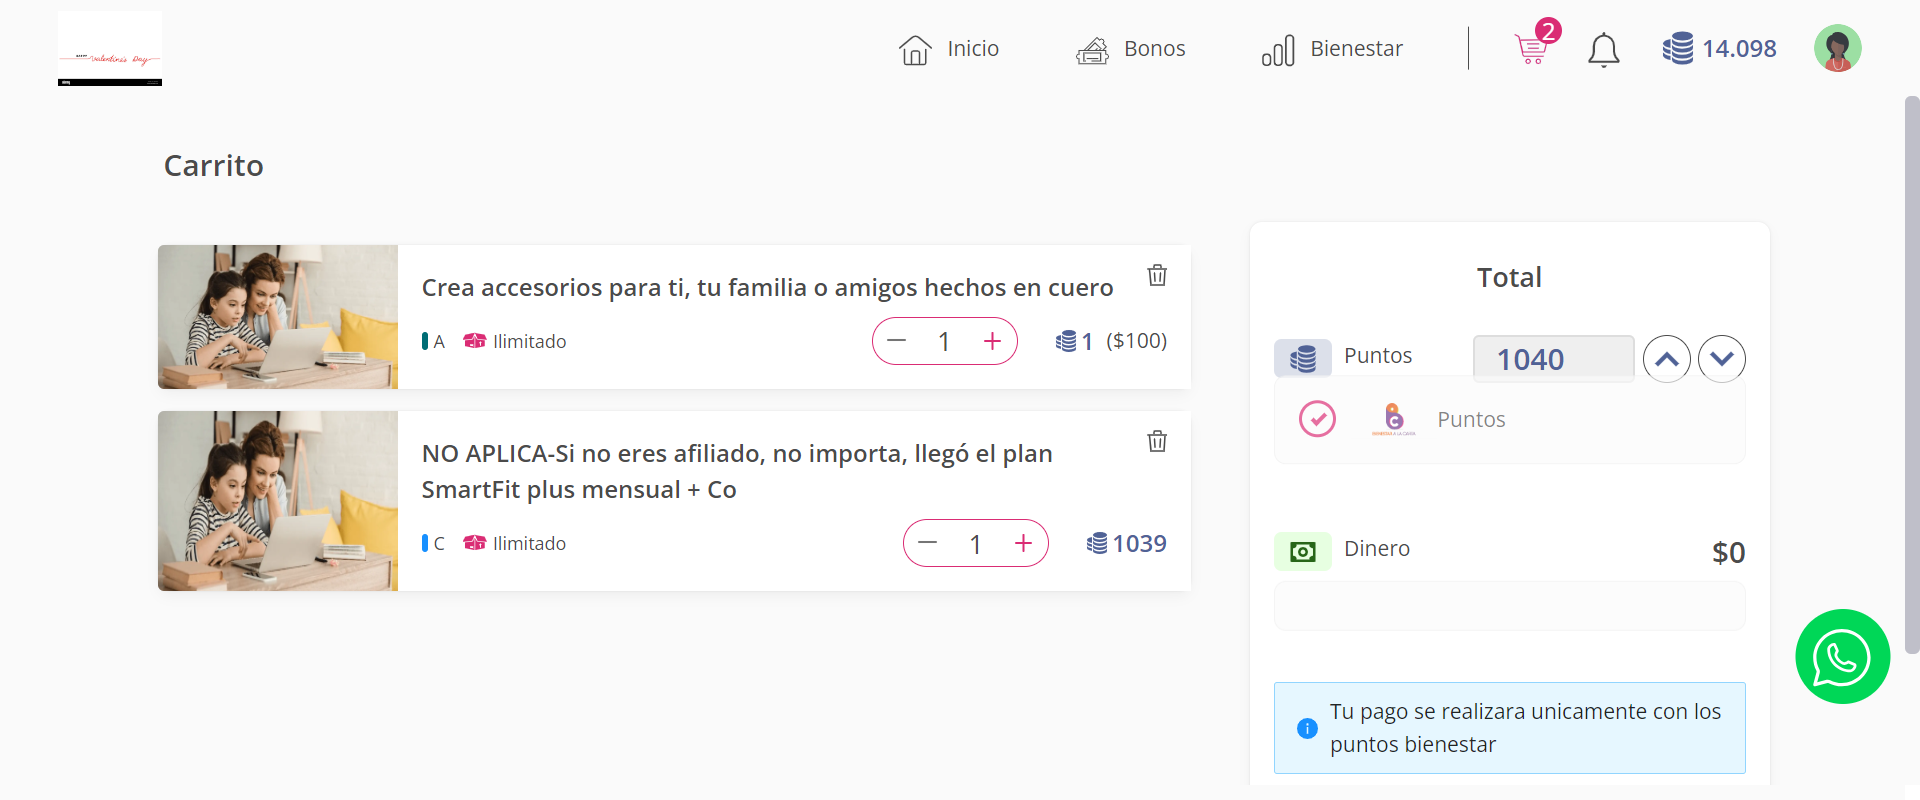 Valentine's Day
Inicio
Bonos
Bienestar
2
14.098
Carrito
Crea accesorios para ti, tu familia o amigos hechos en cuero
A
Ilimitado
1
1 ($100)
NO APLICA-Si no eres afiliado, no importa, llegó el plan
SmartFit plus mensual + Co
C
Ilimitado
1
1039
Total
Puntos
1040
Puntos
Dinero
$0
Tu pago se realizara unicamente con los
puntos bienestar